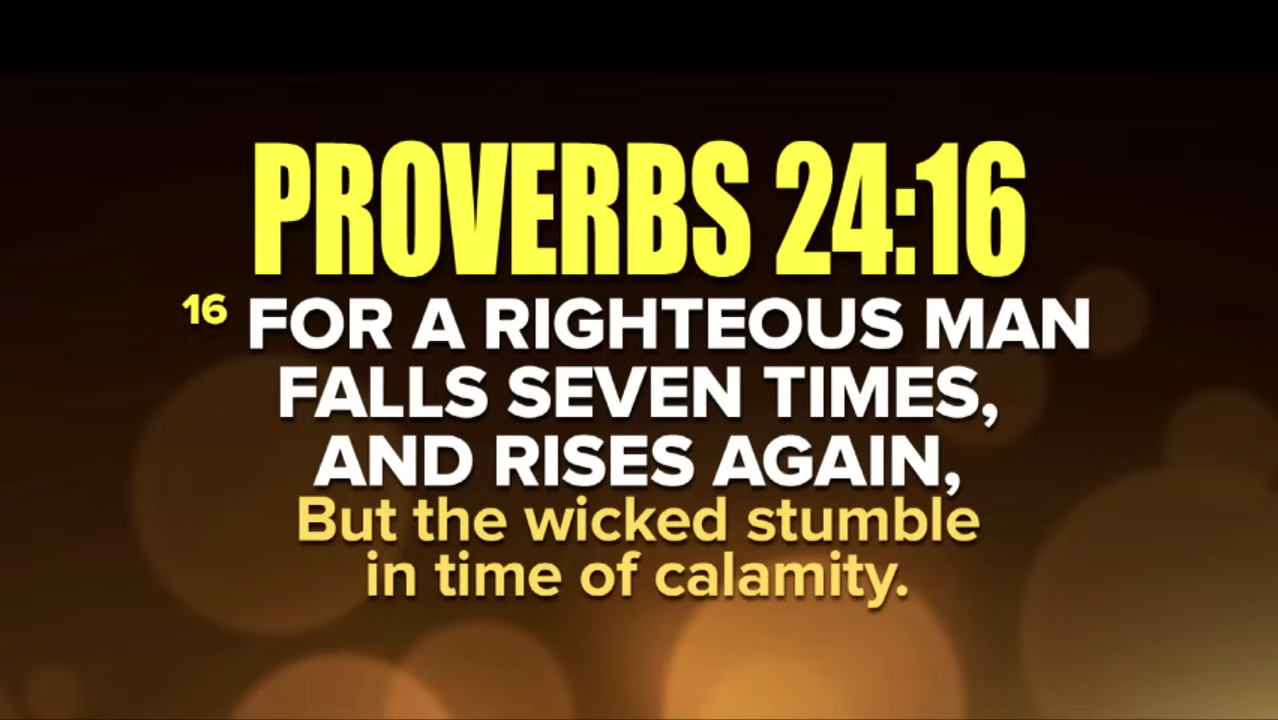 PROVERBS 24:16
16 FOR A RIGHTEOUS MAN
FALLS SEVEN TIMES,
AND RISES AGAIN,
But the wicked stumble
in time of calamity.